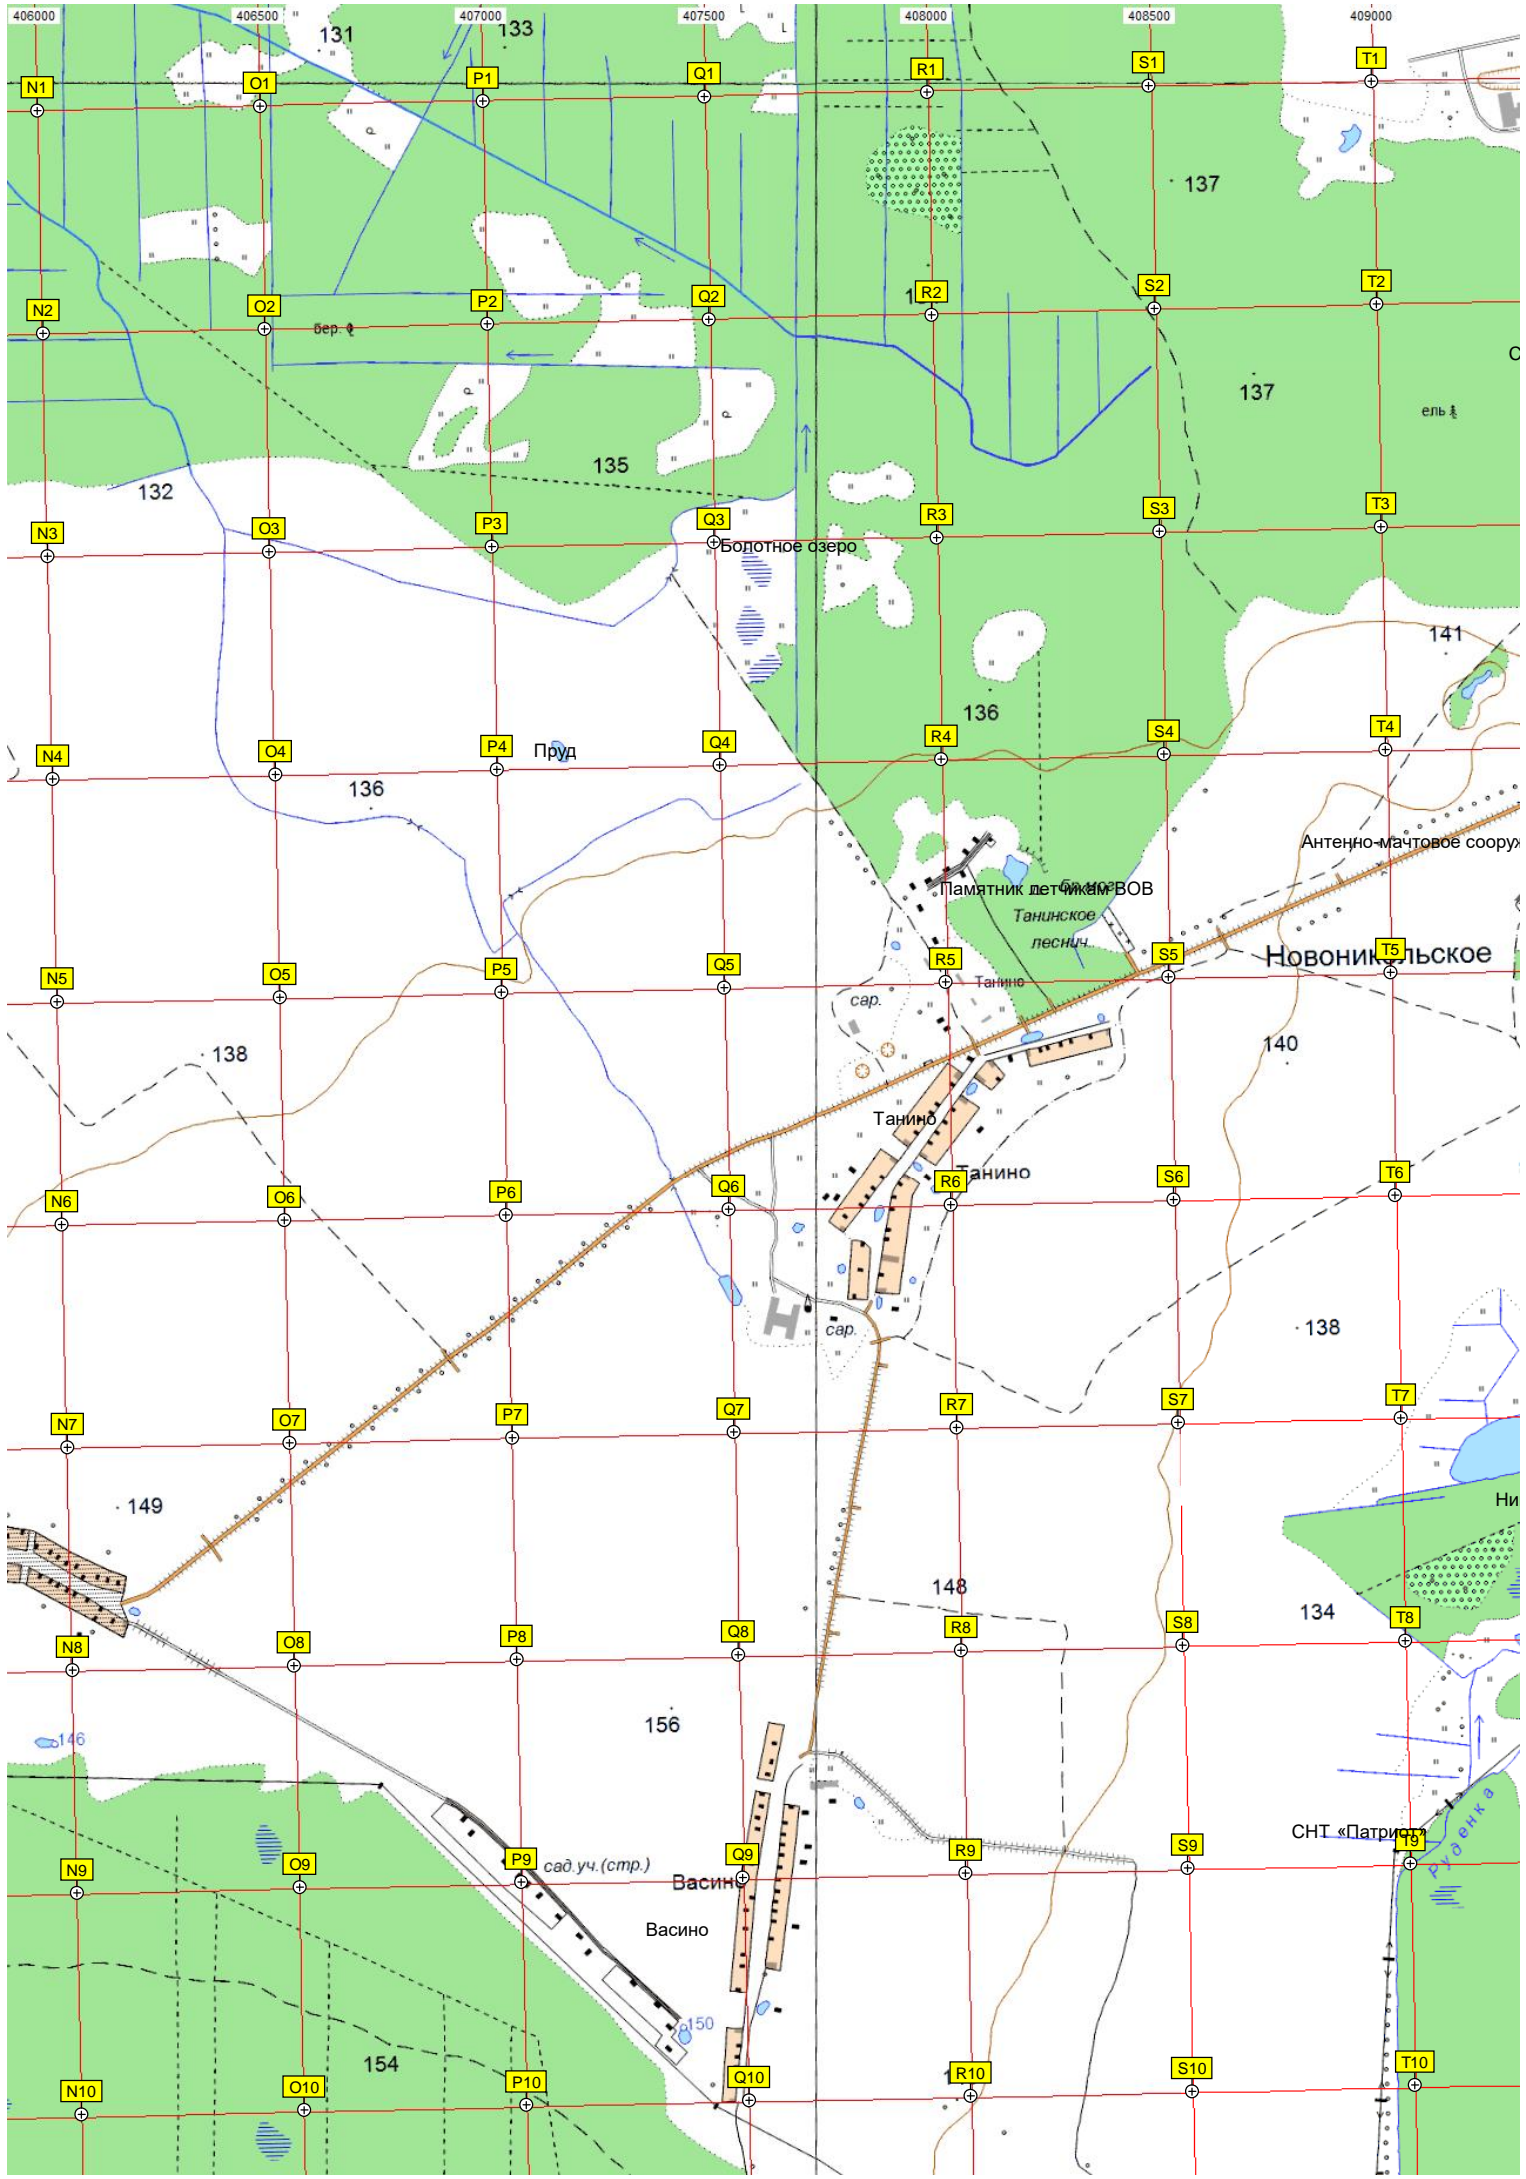 406000 406500 407000 407500 408000 408500 409000
131 133
N1 O1 P1 Q1 R1 S1 T1
137
N2 O2 P2 Q2 R2 S2 T2
бер.
137
ель
135
132
N3 O3 P3 Q3 R3 S3 T3
Болотное озеро
141
136
N4 O4 P4 Q4 R4 S4 T4
Пруд
136
Антенно-мачтовое сооруж
Памятник летчикам ВОВ
Танинское
леснич.
Новоникольское
N5 O5 P5 Q5 R5 S5 T5
Танино
сар.
138
140
Танино
Танино
N6 O6 P6 Q6 R6 S6 T6
сар.
138
N7 O7 P7 Q7 R7 S7 T7
149
Ни
148
134
N8 O8 P8 Q8 R8 S8 T8
156
146
Руденка
СНТ «Патриот»
N9 O9 P9 Q9 R9 S9 T9
сад.уч.(стр.)
Васино
Васино
150
154
N10 O10 P10 Q10 R10 S10 T10